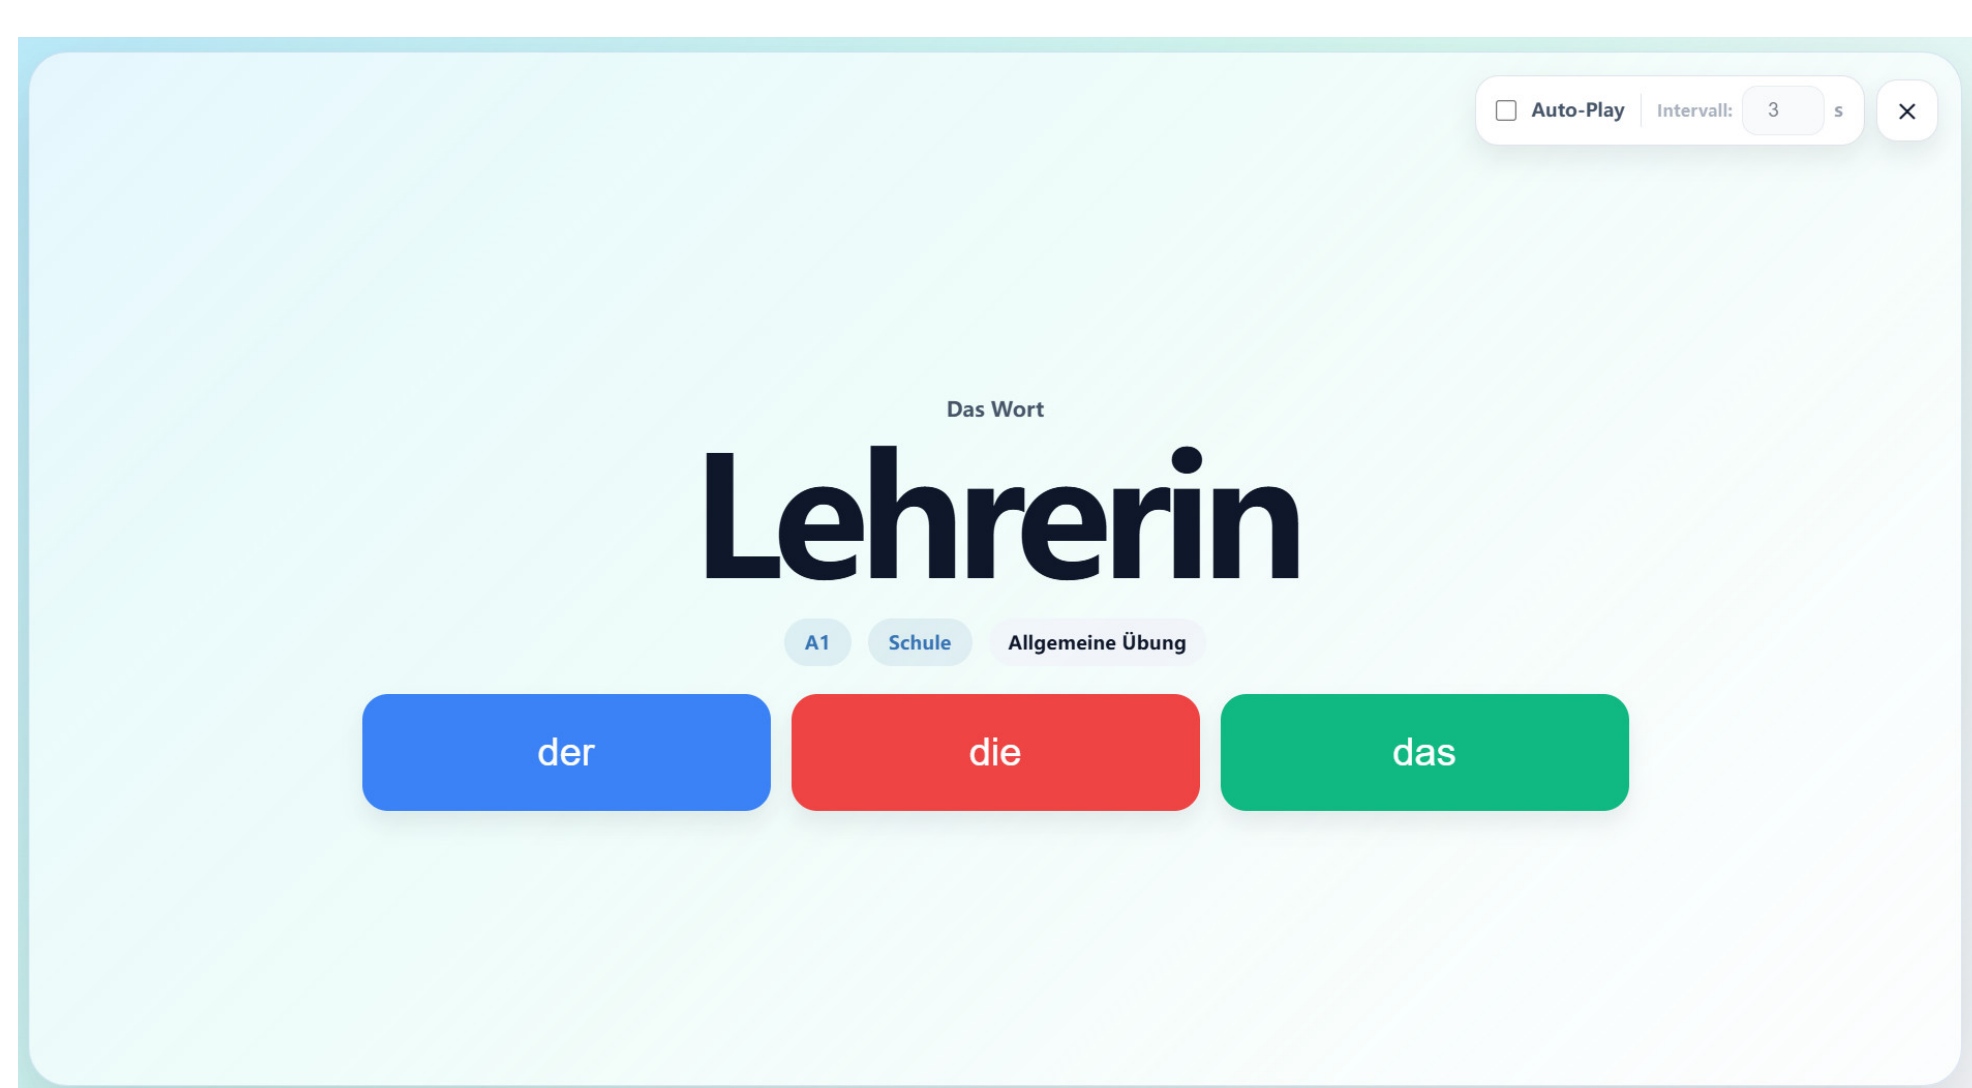 Auto-Play Intervall: 3 s
Das Wort
Lehrerin
A1 Schule Allgemeine Übung
der die das